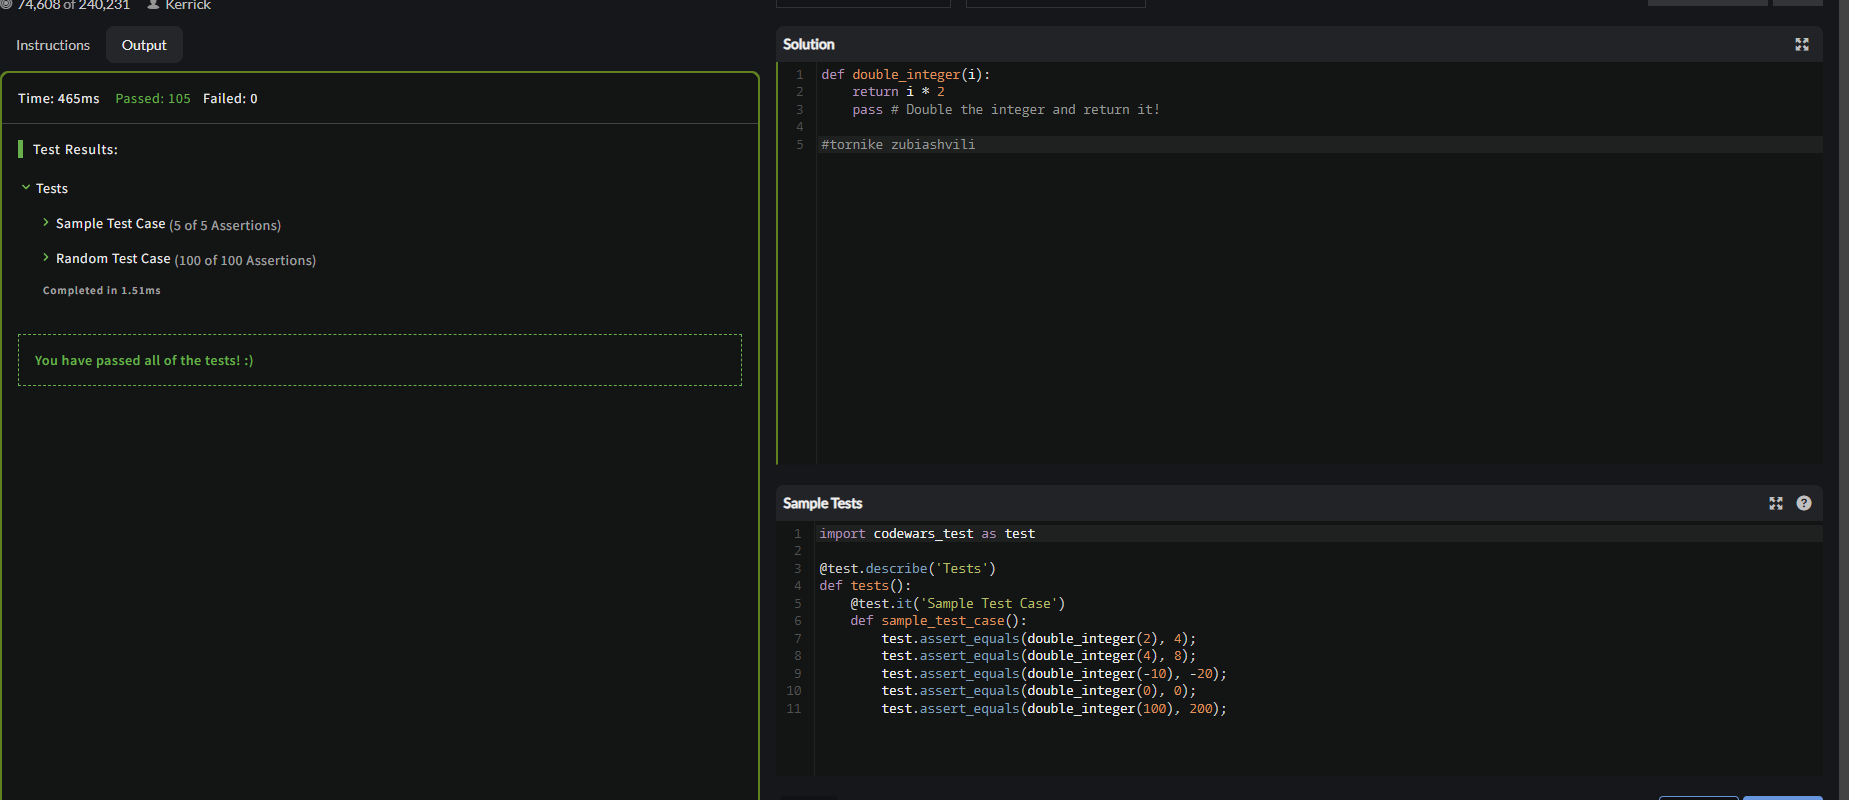 74,608 of 240,231 Kerrick
Instructions Output
Time: 465ms Passed: 105 Failed: 0
Test Results:
Tests
Sample Test Case (5 of 5 Assertions)
Random Test Case (100 of 100 Assertions)
Completed in 1.51ms
You have passed all of the tests! :)
Solution
1 def double_integer(i):
2     return i * 2
3     pass # Double the integer and return it!
4
5 #tornike zubiashvili
Sample Tests
1 import codewars_test as test
2
3 @test.describe('Tests')
4 def tests():
5     @test.it('Sample Test Case')
6     def sample_test_case():
7         test.assert_equals(double_integer(2), 4);
8         test.assert_equals(double_integer(4), 8);
9         test.assert_equals(double_integer(-10), -20);
10         test.assert_equals(double_integer(0), 0);
11         test.assert_equals(double_integer(100), 200);